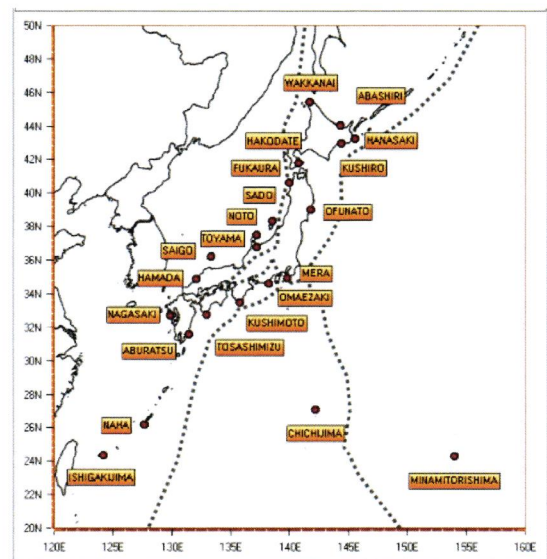 50N
WAKKANAI
48N
ABASHIRI
46N
44N
HAKODATE
HANASAKI
42N
FUKAURA
KUSHIRO
40N
SADO
NOTO
OFUNATO
38N
TOYAMA
SAIGO
36N
HAMADA
MERA
34N
OMAEZAKI
NAGASAKI
KUSHIMOTO
32N
ABURATSU
TOSASHIMIZU
30N
28N
NAHA
CHICHIJIMA
26N
24N
ISHIGAKIJIMA
MINAMITORISHIMA
22N
20N
120E 125E 130E 135E 140E 145E 150E 155E 160E